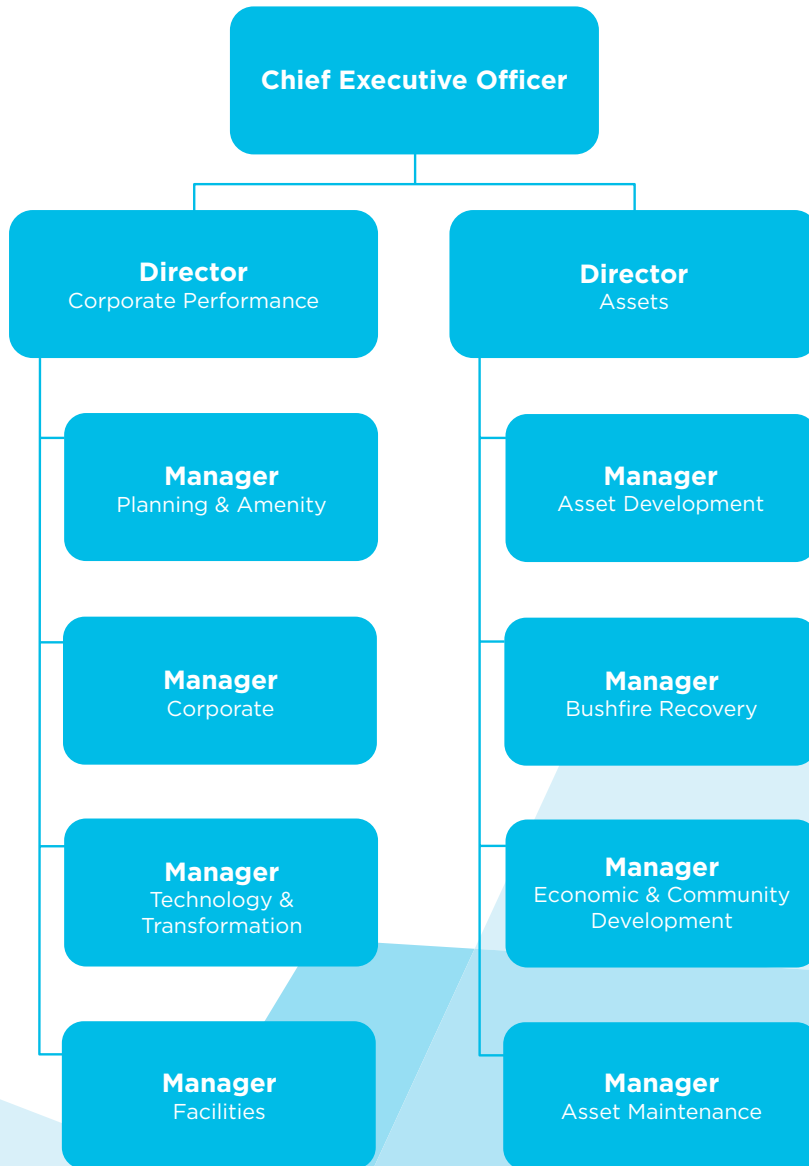 Chief Executive Officer
Director
Corporate Performance
Director
Assets
Manager
Planning & Amenity
Manager
Asset Development
Manager
Corporate
Manager
Bushfire Recovery
Manager
Technology &
Transformation
Manager
Economic & Community
Development
Manager
Facilities
Manager
Asset Maintenance